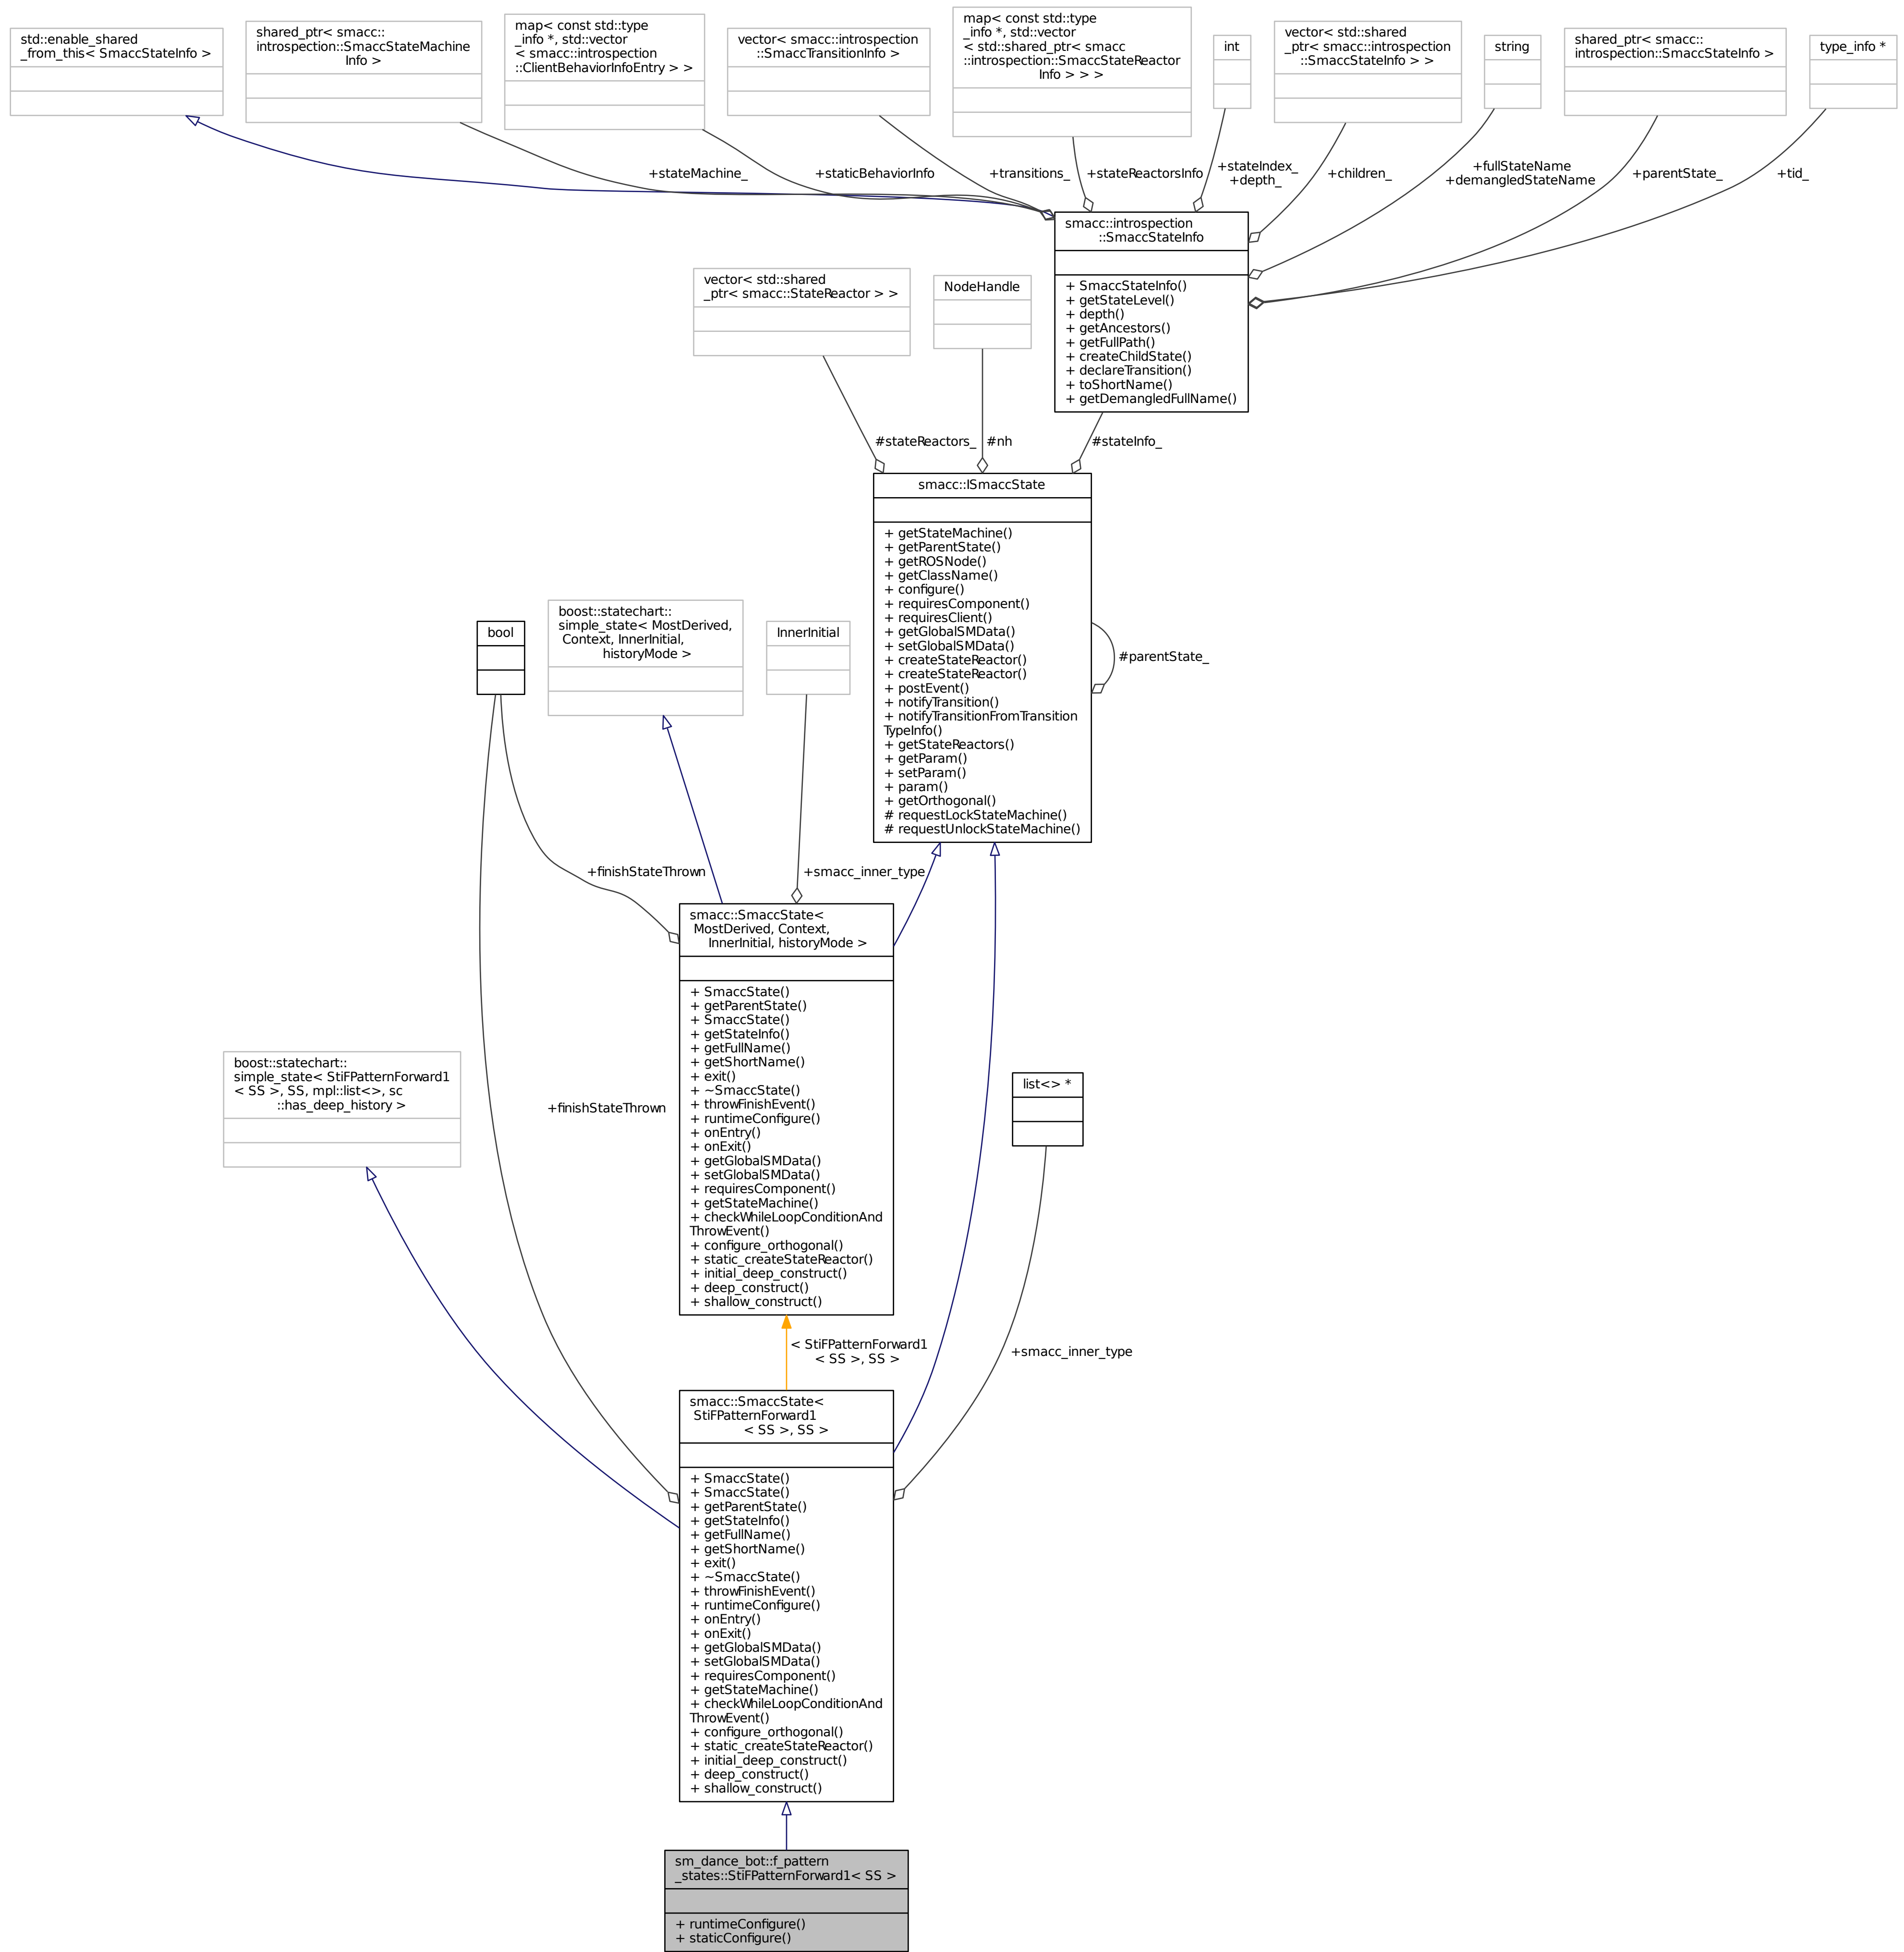 std::enable_shared
_from_this< SmaccStateInfo >
shared_ptr< smacc::
introspection::SmaccStateMachine
Info >
map< const std::type
_info *, std::vector
< smacc::introspection
::ClientBehaviorInfoEntry > >
vector< smacc::introspection
::SmaccTransitionInfo >
map< const std::type
_info *, std::vector
< std::shared_ptr< smacc
::introspection::SmaccStateReactor
Info > > >
int
vector< std::shared
_ptr< smacc::introspection
::SmaccStateInfo > >
string
shared_ptr< smacc::
introspection::SmaccStateInfo >
type_info *
+stateMachine_
+staticBehaviorInfo
+transitions_
+stateReactorsInfo
+stateIndex_
+depth_
+children_
+fullStateName
+demangledStateName
+parentState_
+tid_
smacc::introspection
::SmaccStateInfo
+ SmaccStateInfo()
+ getStateLevel()
+ depth()
+ getAncestors()
+ getFullPath()
+ createChildState()
+ declareTransition()
+ toShortName()
+ getDemangledFullName()
vector< std::shared
_ptr< smacc::StateReactor > >
NodeHandle
#stateReactors_
#nh
#stateInfo_
smacc::ISmaccState
+ getStateMachine()
+ getParentState()
+ getROSNode()
+ getClassName()
+ configure()
+ requiresComponent()
+ requiresClient()
+ getGlobalSMData()
+ setGlobalSMData()
+ createStateReactor()
+ createStateReactor()
+ postEvent()
+ notifyTransition()
+ notifyTransitionFromTransition
TypeInfo()
+ getStateReactors()
+ getParam()
+ setParam()
+ param()
+ getOrthogonal()
# requestLockStateMachine()
# requestUnlockStateMachine()
#parentState_
bool
boost::statechart::
simple_state< MostDerived,
Context, InnerInitial,
historyMode >
InnerInitial
+finishStateThrown
+smacc_inner_type
smacc::SmaccState<
MostDerived, Context,
InnerInitial, historyMode >
+ SmaccState()
+ getParentState()
+ SmaccState()
+ getStateInfo()
+ getFullName()
+ getShortName()
+ exit()
+ ~SmaccState()
+ throwFinishEvent()
+ runtimeConfigure()
+ onEntry()
+ onExit()
+ getGlobalSMData()
+ setGlobalSMData()
+ requiresComponent()
+ getStateMachine()
+ checkWhileLoopConditionAnd
ThrowEvent()
+ configure_orthogonal()
+ static_createStateReactor()
+ initial_deep_construct()
+ deep_construct()
+ shallow_construct()
boost::statechart::
simple_state< StiFPatternForward1
< SS >, SS, mpl::list<>, sc
::has_deep_history >
+finishStateThrown
list<> *
< StiFPatternForward1
< SS >, SS >
+smacc_inner_type
smacc::SmaccState<
StiFPatternForward1
< SS >, SS >
+ SmaccState()
+ SmaccState()
+ getParentState()
+ getStateInfo()
+ getFullName()
+ getShortName()
+ exit()
+ ~SmaccState()
+ throwFinishEvent()
+ runtimeConfigure()
+ onEntry()
+ onExit()
+ getGlobalSMData()
+ setGlobalSMData()
+ requiresComponent()
+ getStateMachine()
+ checkWhileLoopConditionAnd
ThrowEvent()
+ configure_orthogonal()
+ static_createStateReactor()
+ initial_deep_construct()
+ deep_construct()
+ shallow_construct()
sm_dance_bot::f_pattern
_states::StiFPatternForward1< SS >
+ runtimeConfigure()
+ staticConfigure()